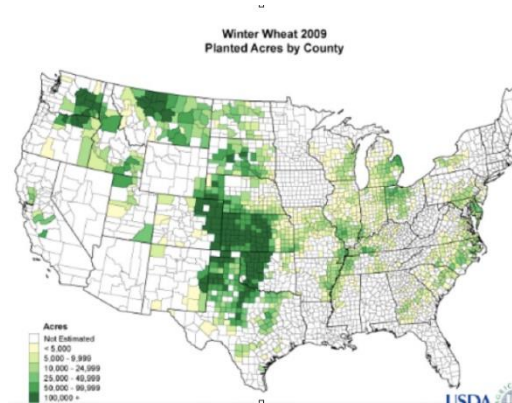 Winter Wheat 2009
Planted Acres by County
Acres
Not Estimated
< 5,000
5,000 - 9,999
10,000 - 24,999
25,000 - 49,999
50,000 - 99,999
100,000 +
USDA